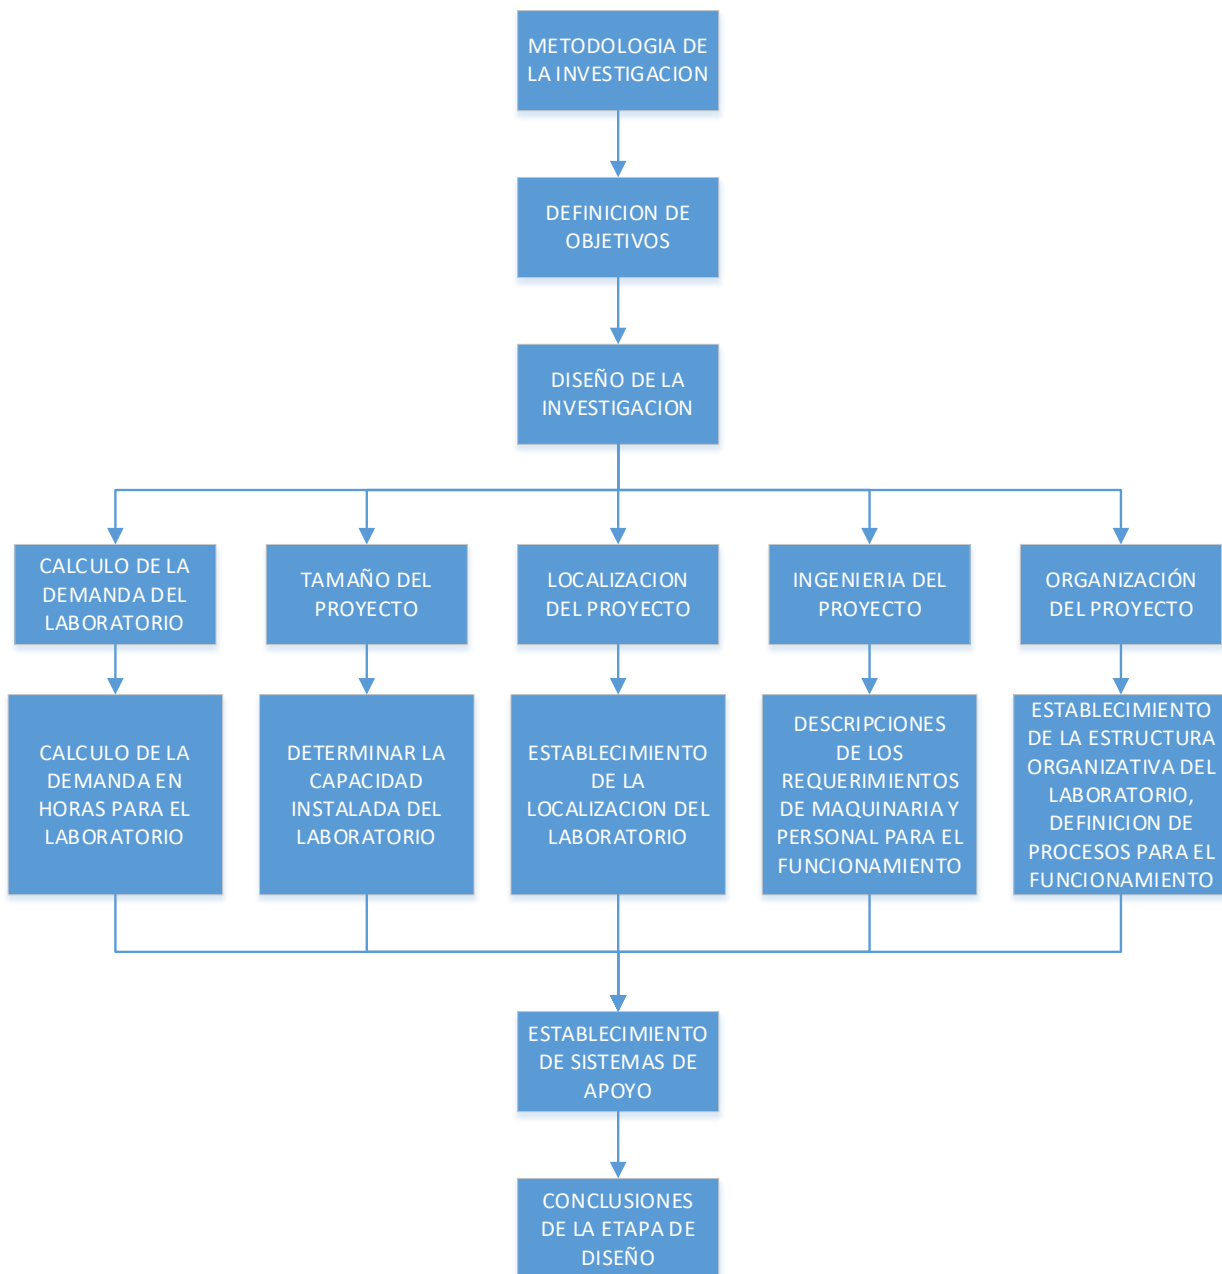 METODOLOGIA DE
LA INVESTIGACION
DEFINICION DE
OBJETIVOS
DISEÑO DE LA
INVESTIGACION
CALCULO DE LA
DEMANDA DEL
LABORATORIO
TAMAÑO DEL
PROYECTO
LOCALIZACION
DEL PROYECTO
INGENIERIA DEL
PROYECTO
ORGANIZACIÓN
DEL PROYECTO
CALCULO DE LA
DEMANDA EN
HORAS PARA EL
LABORATORIO
DETERMINAR LA
CAPACIDAD
INSTALADA DEL
LABORATORIO
ESTABLECIMIENTO
DE LA
LOCALIZACION DEL
LABORATORIO
DESCRIPCIONES
DE LOS
REQUERIMIENTOS
DE MAQUINARIA Y
PERSONAL PARA EL
FUNCIONAMIENTO
ESTABLECIMIENTO
DE LA ESTRUCTURA
ORGANIZATIVA DEL
LABORATORIO,
DEFINICION DE
PROCESOS PARA EL
FUNCIONAMIENTO
ESTABLECIMIENTO
DE SISTEMAS DE
APOYO
CONCLUSIONES
DE LA ETAPA DE
DISEÑO